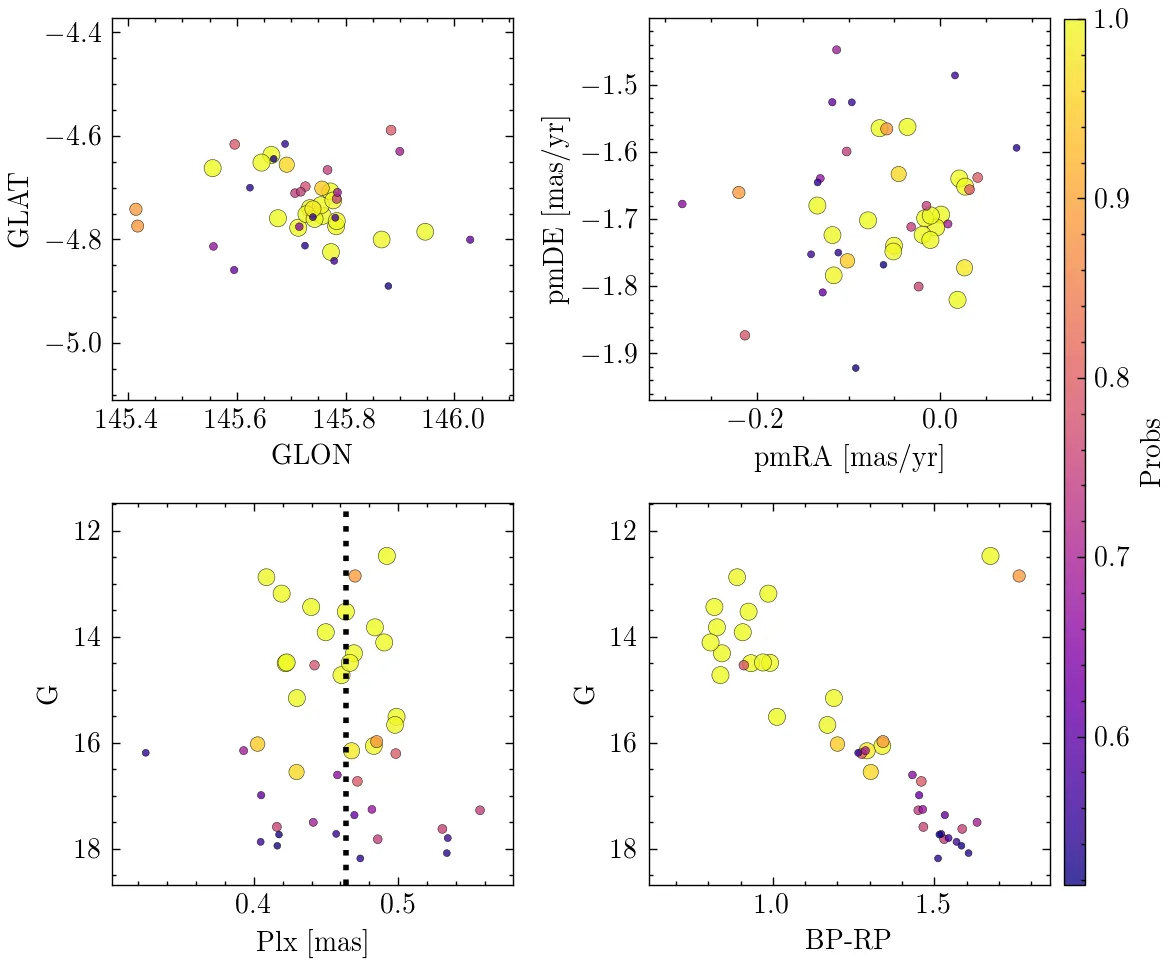 −4.4
−4.6
−4.8
−5.0
GLAT
145.4 145.6 145.8 146.0
GLON
−1.5
−1.6
−1.7
−1.8
−1.9
pmDE [mas/yr]
−0.2 0.0
pmRA [mas/yr]
12
14
16
18
G
0.4 0.5
Plx [mas]
12
14
16
18
G
1.0 1.5
BP-RP
1.0
0.9
0.8
0.7
0.6
Probs